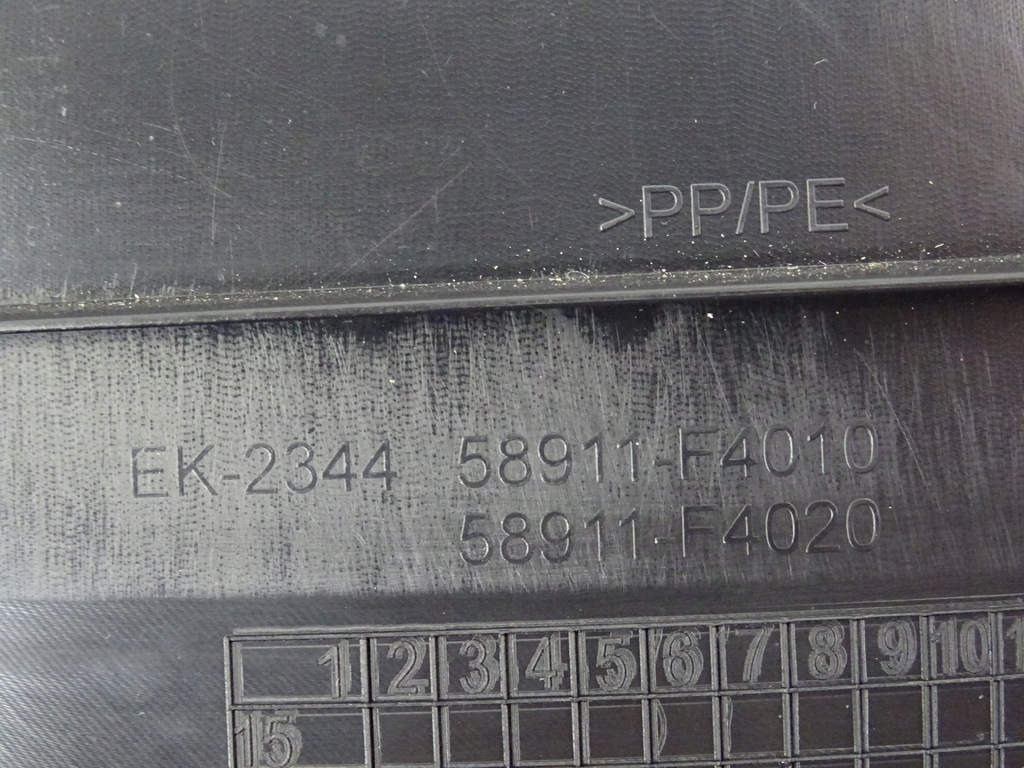 >PP/PE<
EK-2344 58911-F4010
58911-F4020
1 2 3 4 5 6 7 8 9 10
15